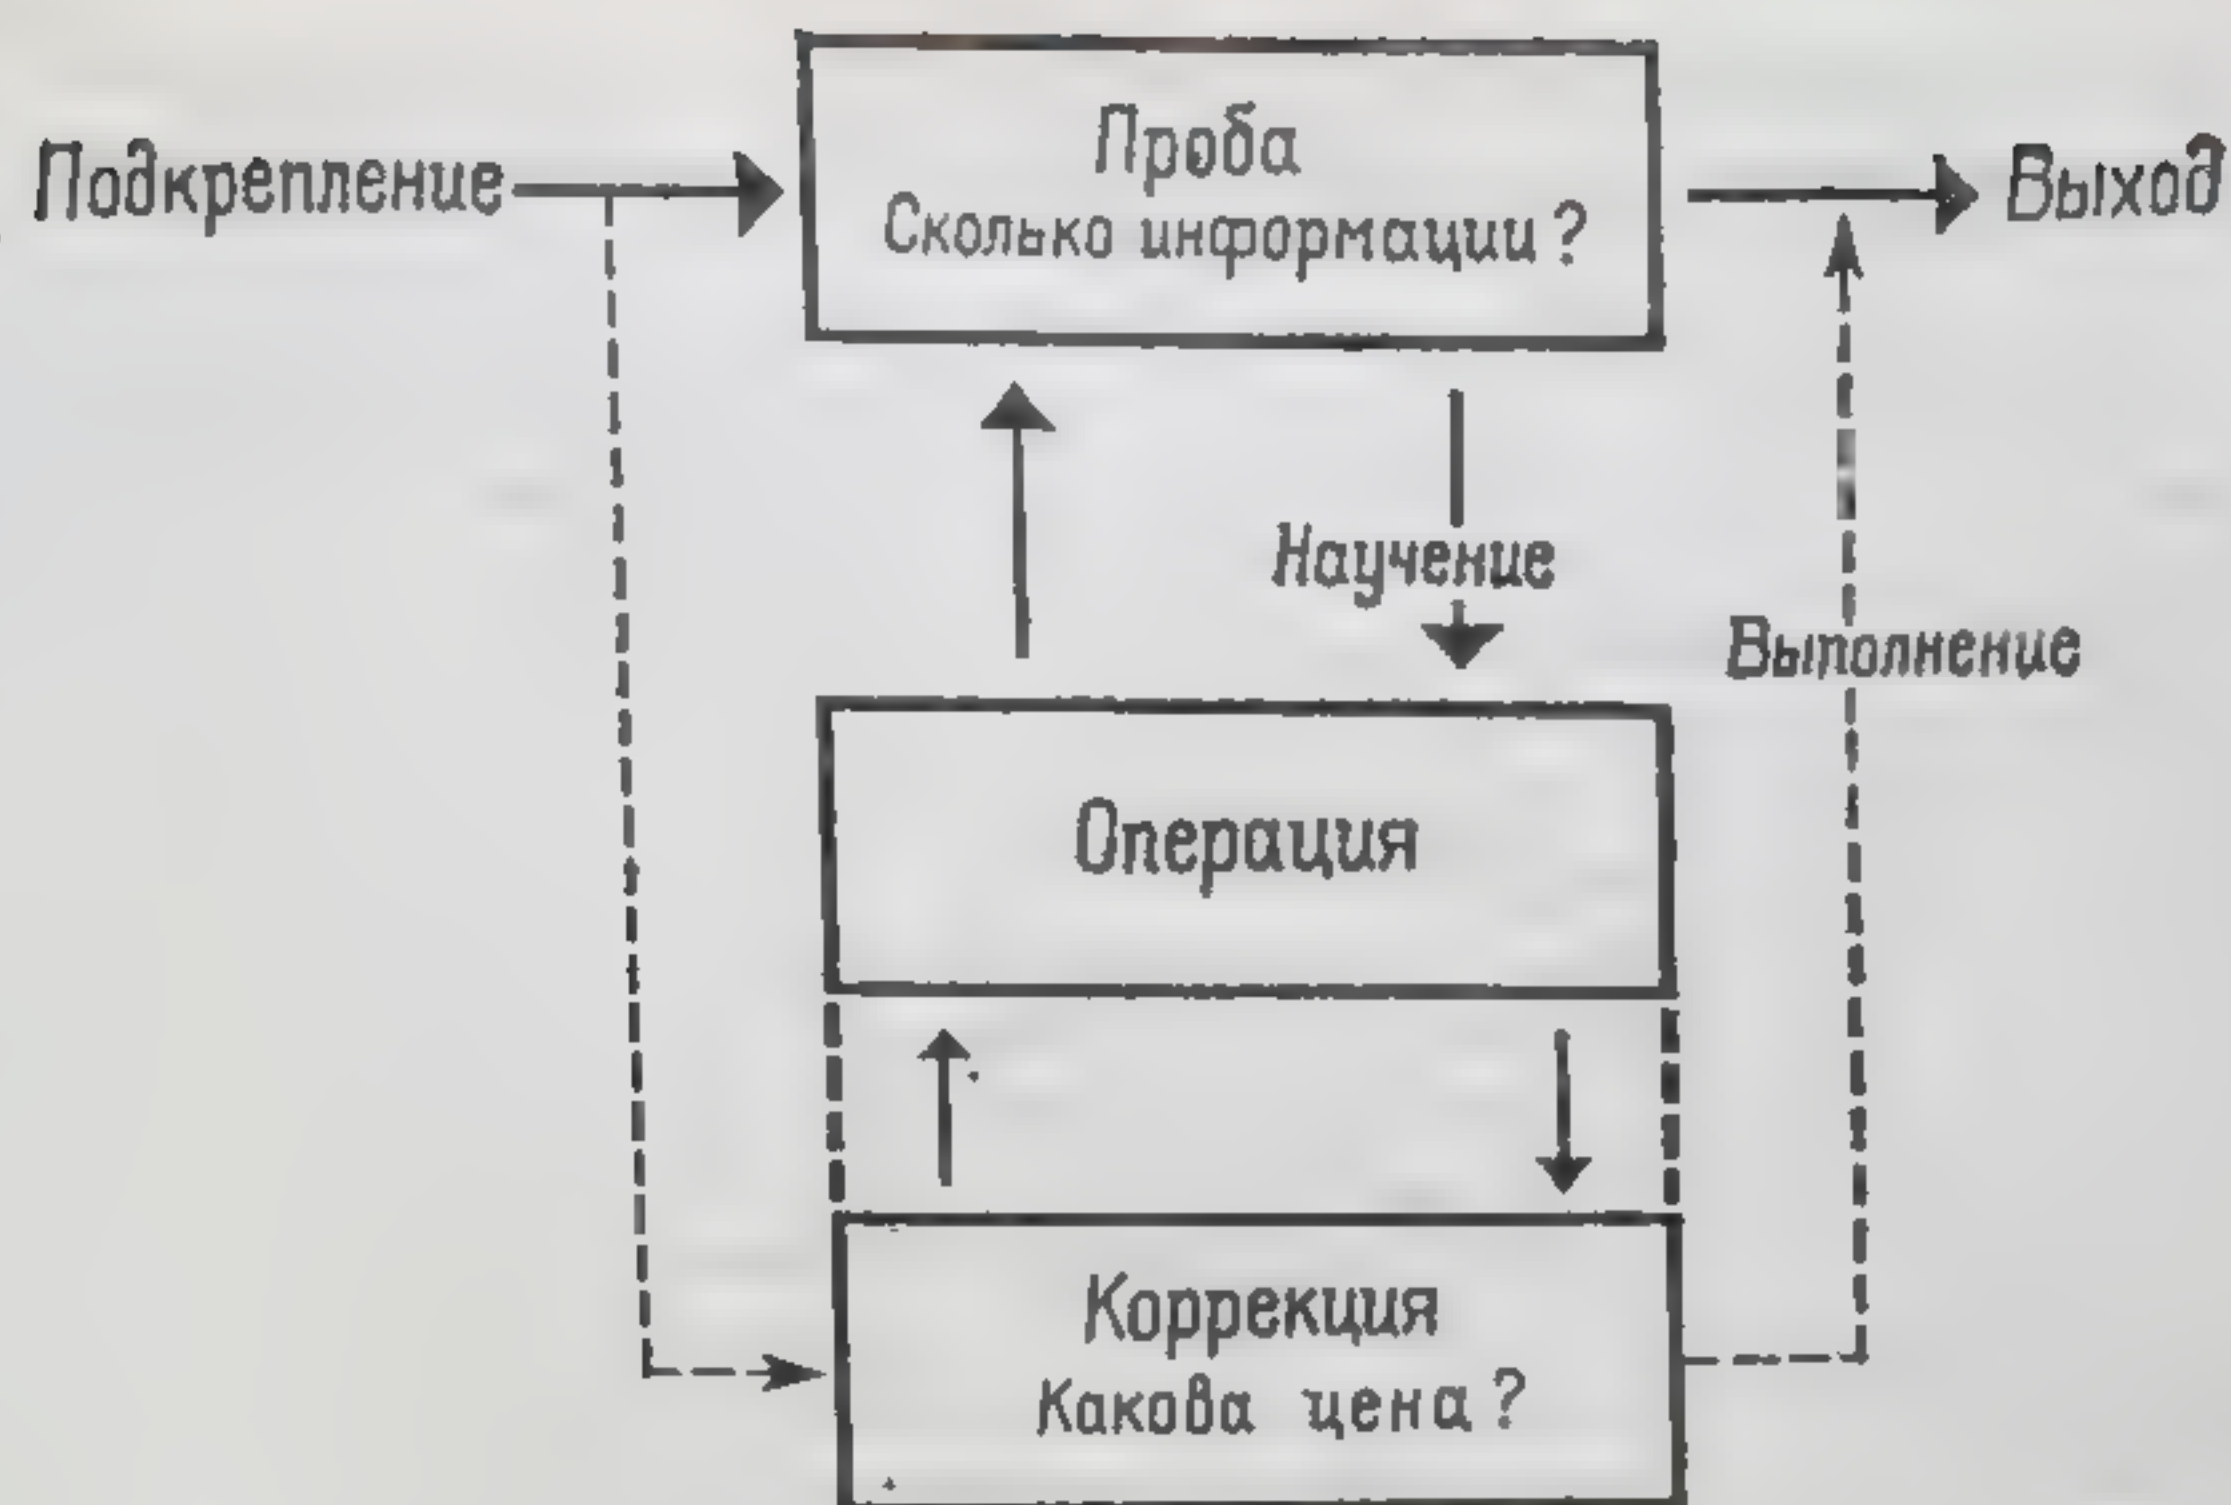 Подкрепление
Проба
Сколько информации?
Выход
Научение
Выполнение
Операция
Коррекция
Какова цена?